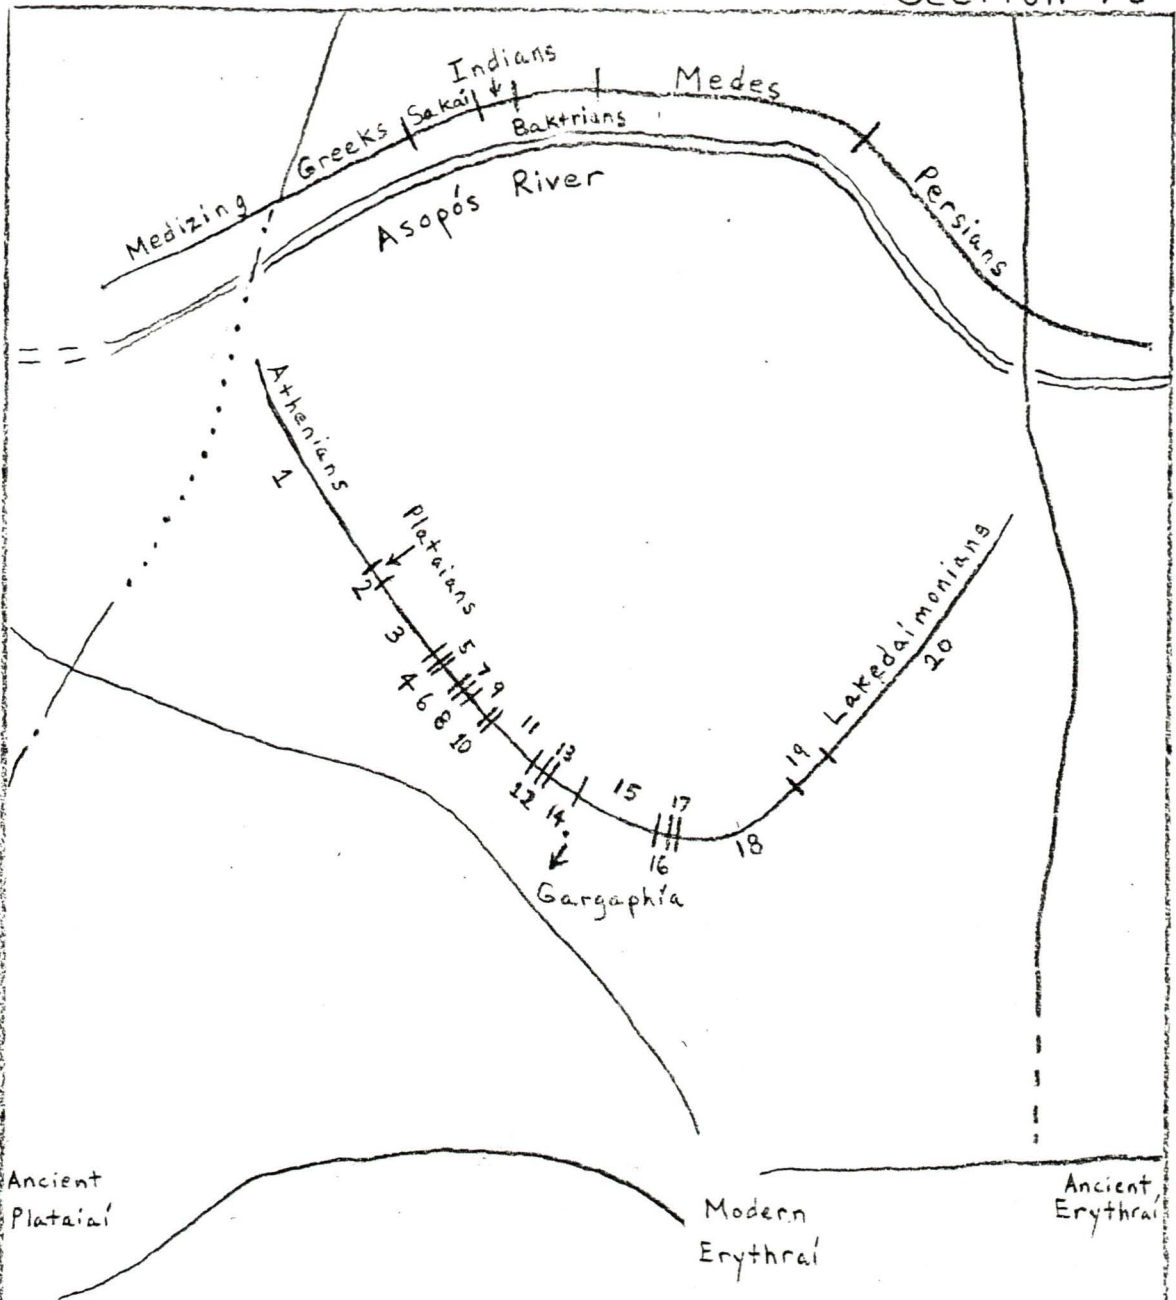 Indians
Medes
Sakaí
Baktrians
Medizing Greeks
Persians
Asopós River
Athenians
1
Plataians
2
3
5
7
9
4
6
8
10
11
13
12
14
15
17
16
18
19
Lakedaimonians
20
Gargaphía
Ancient
Plataiaí
Modern
Erythraí
Ancient
Erythraí